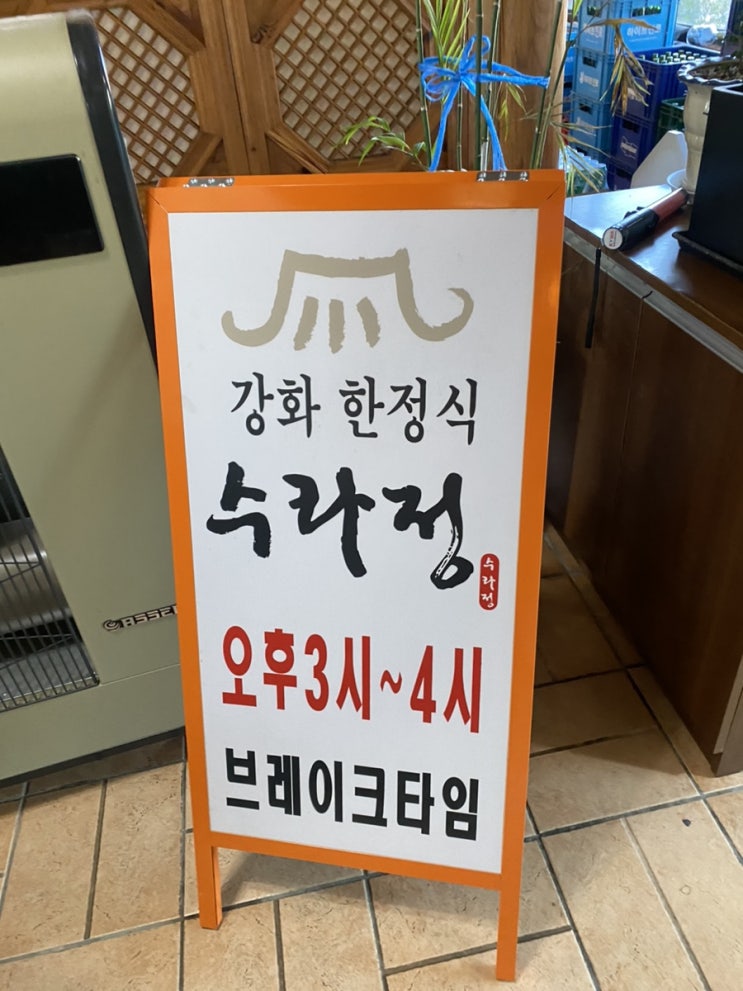 강화 한정식
수라정
수라정
오후3시~4시
브레이크타임